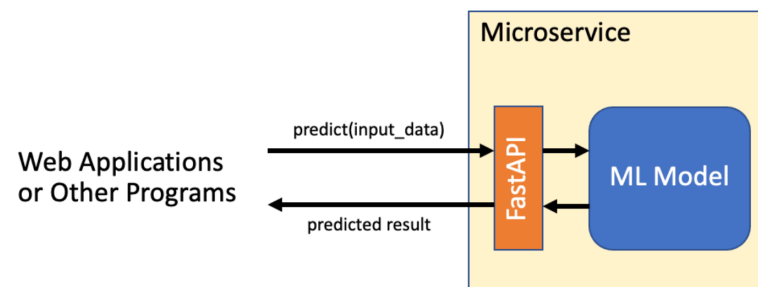 Microservice
predict(input_data)
Web Applications
or Other Programs
FastAPI
ML Model
predicted result